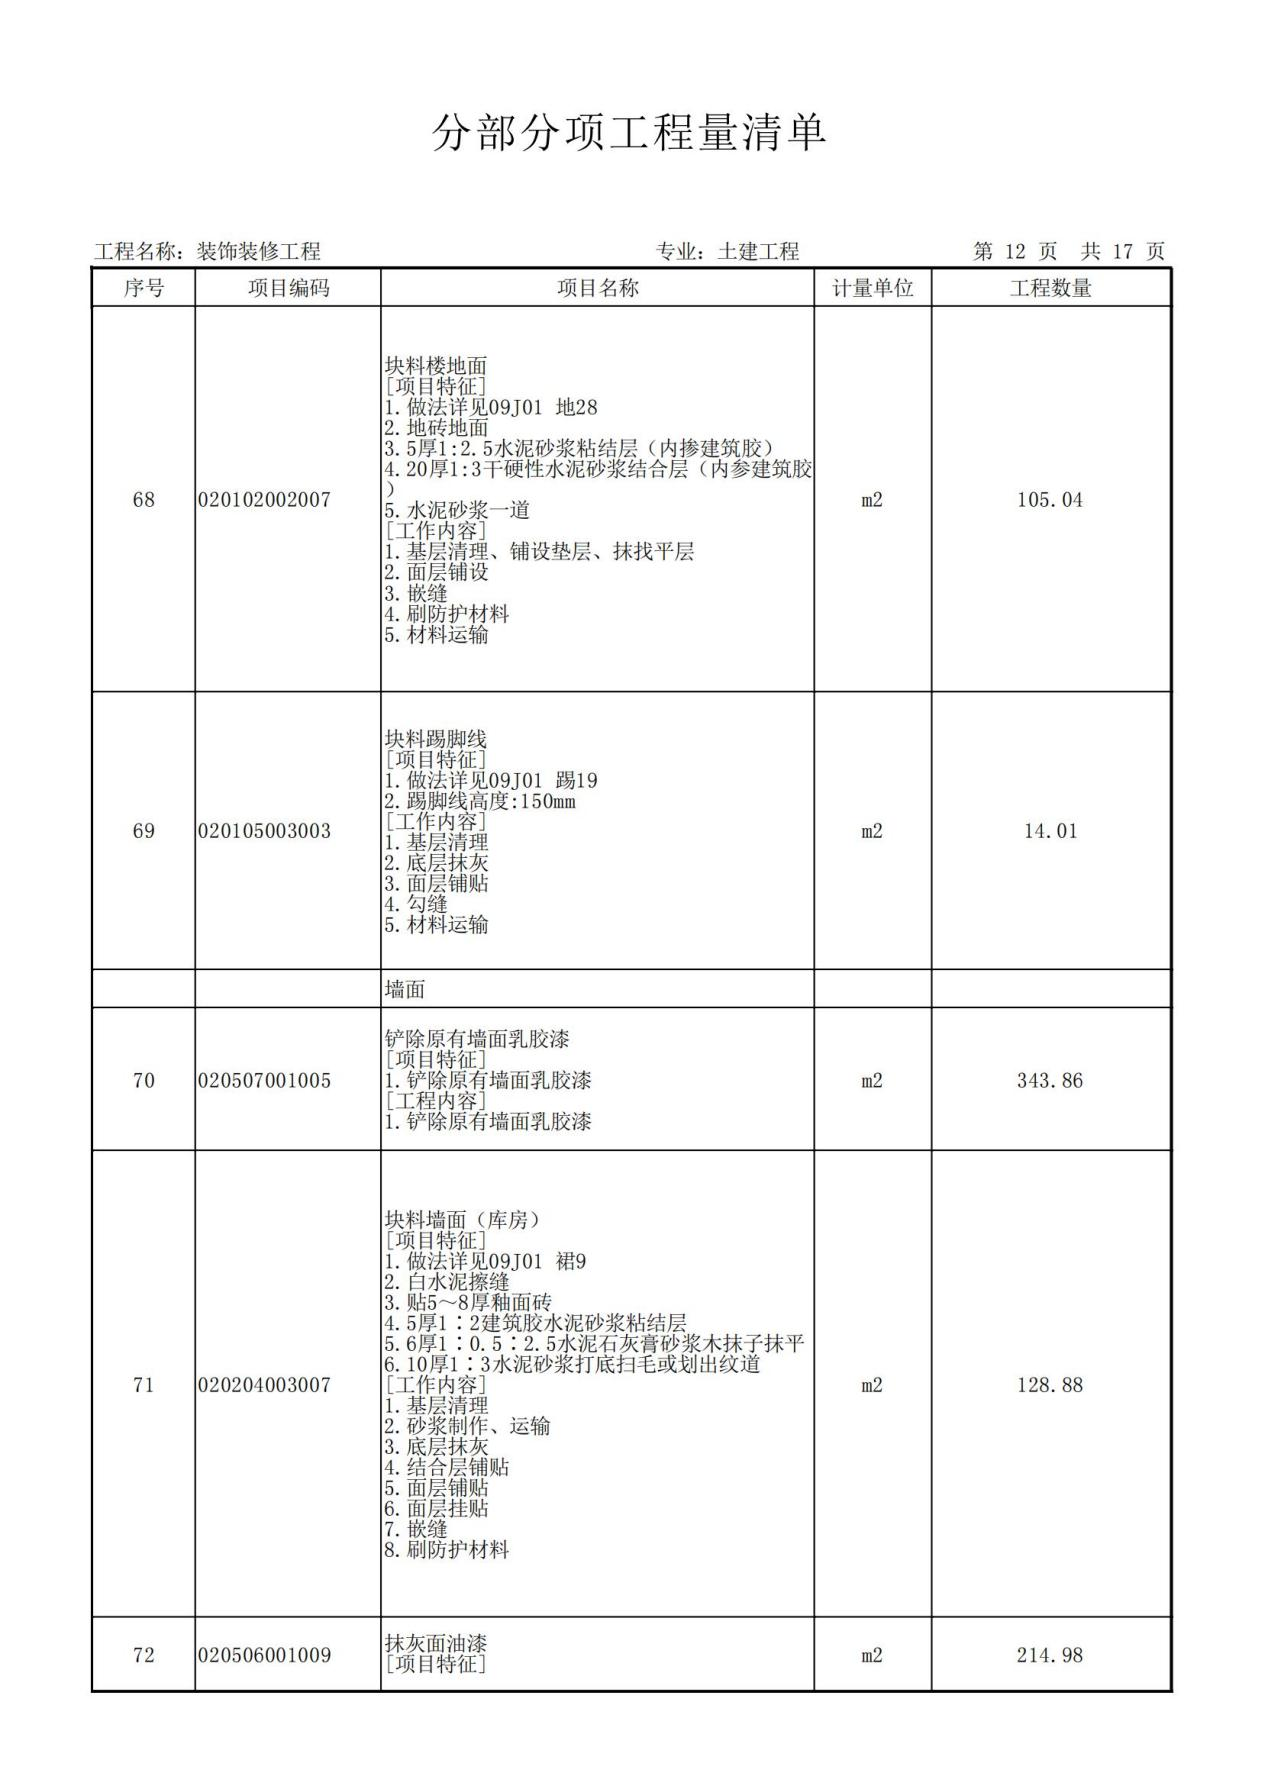 分部分项工程量清单
工程名称：装饰装修工程 专业：土建工程 第 12 页 共 17 页
序号 项目编码 项目名称 计量单位 工程数量
68 020102002007 m2 105.04
块料楼地面
[项目特征]
1.做法详见09J01 地28
2.地砖地面
3.5厚1:2.5水泥砂浆粘结层（内掺建筑胶）
4.20厚1:3干硬性水泥砂浆结合层（内参建筑胶
）
5.水泥砂浆一道
[工作内容]
1.基层清理、铺设垫层、抹找平层
2.面层铺设
3.嵌缝
4.刷防护材料
5.材料运输
69 020105003003 m2 14.01
块料踢脚线
[项目特征]
1.做法详见09J01 踢19
2.踢脚线高度:150mm
[工作内容]
1.基层清理
2.底层抹灰
3.面层铺贴
4.勾缝
5.材料运输
墙面
70 020507001005 m2 343.86
铲除原有墙面乳胶漆
[项目特征]
1.铲除原有墙面乳胶漆
[工程内容]
1.铲除原有墙面乳胶漆
71 020204003007 m2 128.88
块料墙面（库房）
[项目特征]
1.做法详见09J01 裙9
2.白水泥擦缝
3.贴5～8厚釉面砖
4.5厚1∶2建筑胶水泥砂浆粘结层
5.6厚1∶0.5∶2.5水泥石灰膏砂浆木抹子抹平
6.10厚1∶3水泥砂浆打底扫毛或划出纹道
[工作内容]
1.基层清理
2.砂浆制作、运输
3.底层抹灰
4.结合层铺贴
5.面层铺贴
6.面层挂贴
7.嵌缝
8.刷防护材料
72 020506001009 m2 214.98
抹灰面油漆
[项目特征]